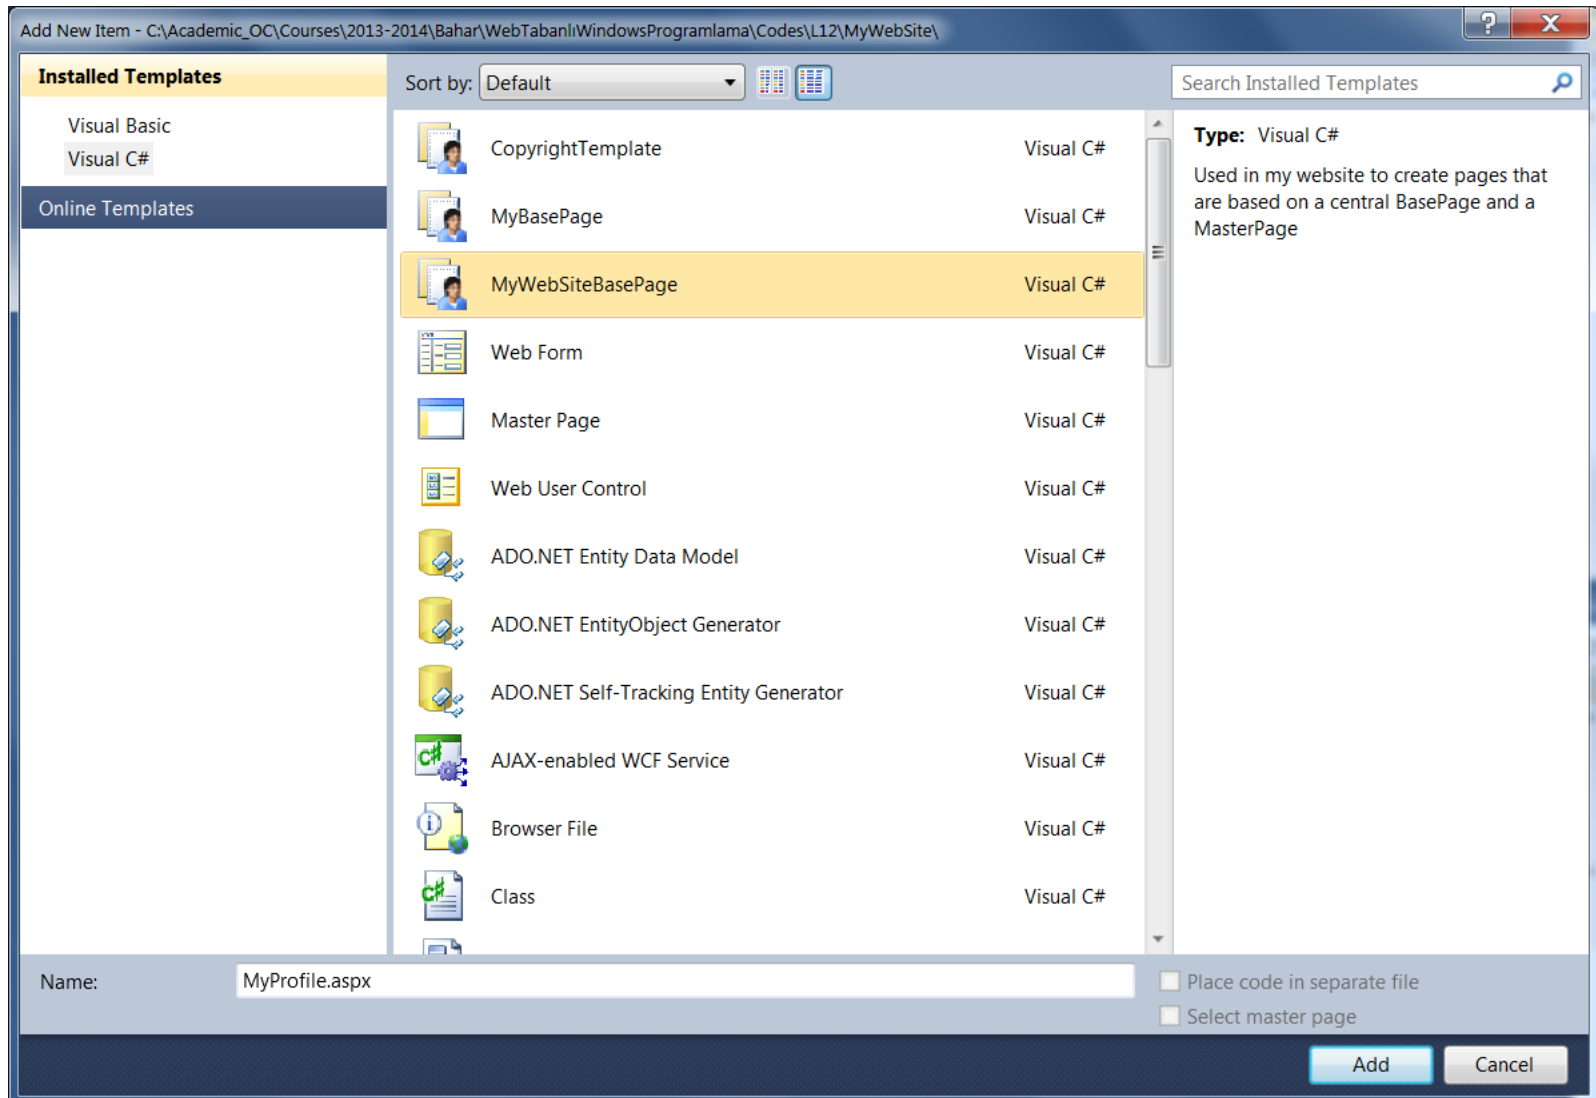 Add New Item - C:\Academic_OC\Courses\2013-2014\Bahar\WebTabanlıWindowsProgramlama\Codes\L12\MyWebSite\
Installed Templates
Visual Basic
Visual C#
Online Templates
Sort by: Default
Search Installed Templates
CopyrightTemplate Visual C#
MyBasePage Visual C#
MyWebSiteBasePage Visual C#
Web Form Visual C#
Master Page Visual C#
Web User Control Visual C#
ADO.NET Entity Data Model Visual C#
ADO.NET EntityObject Generator Visual C#
ADO.NET Self-Tracking Entity Generator Visual C#
AJAX-enabled WCF Service Visual C#
Browser File Visual C#
Class Visual C#
Type: Visual C#
Used in my website to create pages that
are based on a central BasePage and a
MasterPage
Name: MyProfile.aspx
Place code in separate file
Select master page
Add Cancel